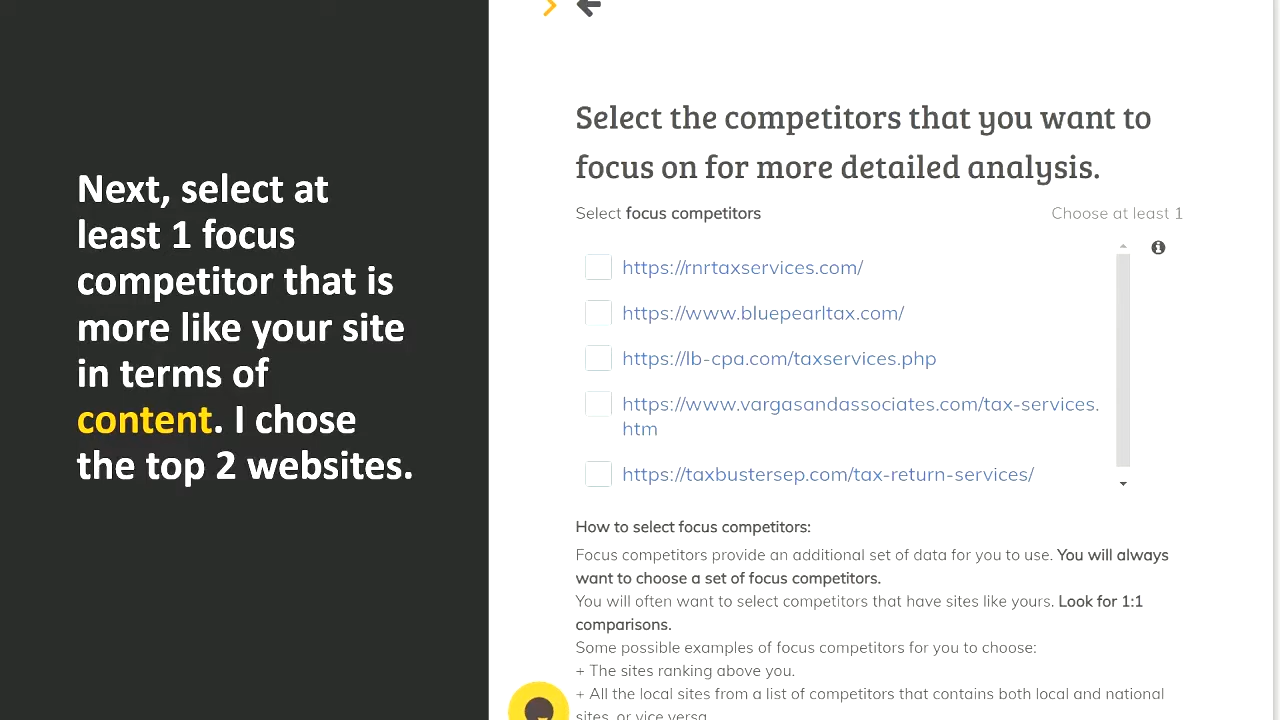 Next, select at
least 1 focus
competitor that is
more like your site
in terms of
content. I chose
the top 2 websites.
Select the competitors that you want to
focus on for more detailed analysis.
Select focus competitors
Choose at least 1
https://rnrtaxservices.com/
https://www.bluepearltax.com/
https://lb-cpa.com/taxservices.php
https://www.vargasandassociates.com/tax-services.
htm
https://taxbustersep.com/tax-return-services/
How to select focus competitors:
Focus competitors provide an additional set of data for you to use. You will always
want to choose a set of focus competitors.
You will often want to select competitors that have sites like yours. Look for 1:1
comparisons.
Some possible examples of focus competitors for you to choose:
+ The sites ranking above you.
+ All the local sites from a list of competitors that contains both local and national
sites, or vice versa.